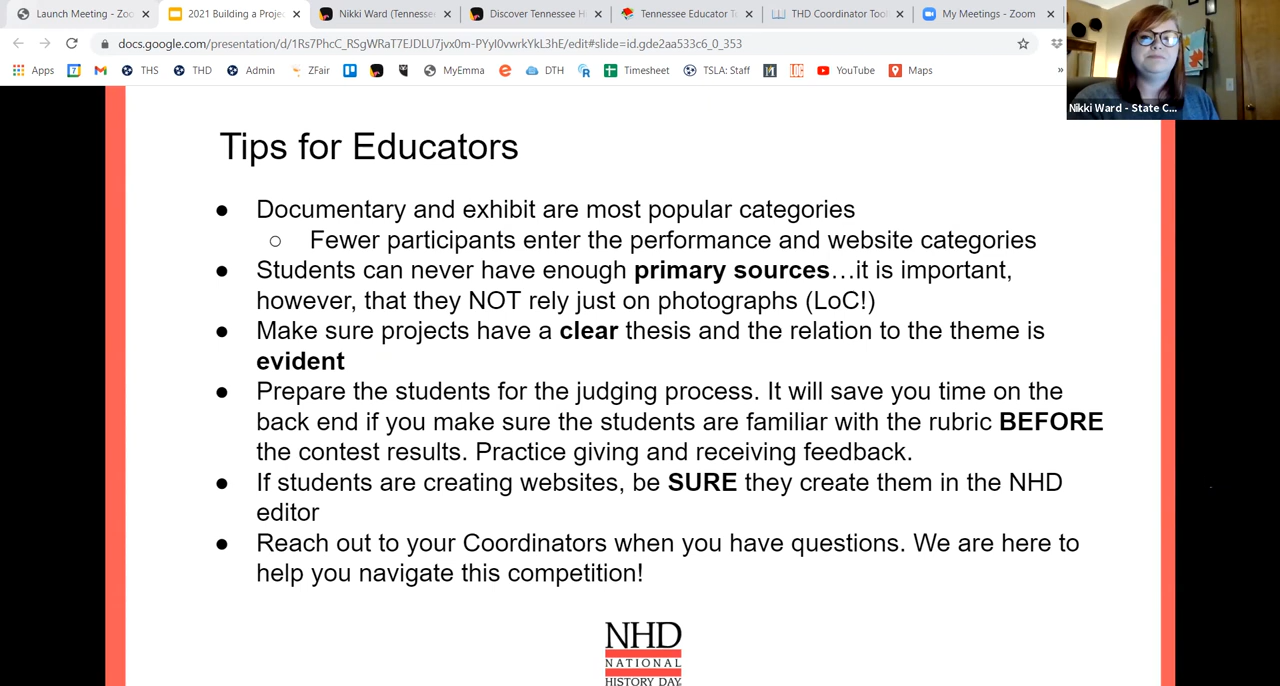 Launch Meeting - Zoo
2021 Building a Proje
Nikki Ward (Tennesse
Discover Tennessee H
Tennessee Educator T
THD Coordinator Tool
My Meetings - Zoom
docs.google.com/presentation/d/1Rs7PhcC_RSgWRaT7EJDLU7jvx0m-PYyI0vwrkYkL3hE/edit#slide=id.gde2aa533c6_0_353
Apps
THS
THD
Admin
ZFair
MyEmma
DTH
Timesheet
TSLA: Staff
YouTube
Maps
»
Nikki Ward - State C...
Tips for Educators
● Documentary and exhibit are most popular categories
○ Fewer participants enter the performance and website categories
● Students can never have enough primary sources…it is important,
however, that they NOT rely just on photographs (LoC!)
● Make sure projects have a clear thesis and the relation to the theme is
evident
● Prepare the students for the judging process. It will save you time on the
back end if you make sure the students are familiar with the rubric BEFORE
the contest results. Practice giving and receiving feedback.
● If students are creating websites, be SURE they create them in the NHD
editor
● Reach out to your Coordinators when you have questions. We are here to
help you navigate this competition!
NHD
NATIONAL
HISTORY DAY